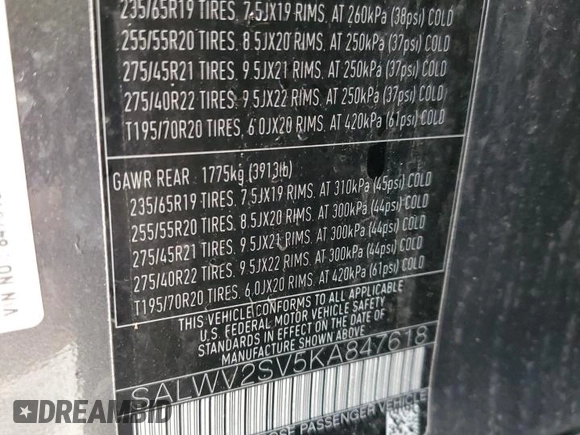 235/65R19 TIRES, 7.5JX19 RIMS, AT 260kPa (38psi) COLD
255/55R20 TIRES, 8.5JX20 RIMS, AT 250kPa (37psi) COLD
275/45R21 TIRES, 9.5JX21 RIMS, AT 250kPa (37psi) COLD
275/40R22 TIRES, 9.5JX22 RIMS, AT 250kPa (37psi) COLD
T195/70R20 TIRES, 6.0JX20 RIMS, AT 420kPa (61psi) COLD
GAWR REAR 1775kg (3913lb)
235/65R19 TIRES, 7.5JX19 RIMS, AT 310kPa (45psi) COLD
255/55R20 TIRES, 8.5JX20 RIMS, AT 300kPa (44psi) COLD
275/45R21 TIRES, 9.5JX21 RIMS, AT 300kPa (44psi) COLD
275/40R22 TIRES, 9.5JX22 RIMS, AT 300kPa (44psi) COLD
T195/70R20 TIRES, 6.0JX20 RIMS, AT 420kPa (61psi) COLD
THIS VEHICLE CONFORMS TO ALL APPLICABLE
U.S. FEDERAL MOTOR VEHICLE SAFETY
STANDARDS IN EFFECT ON THE DATE OF
MANUFACTURE SHOWN ABOVE
SALWV2SV5KA847618
PASSENGER VEHICLE
VN NO:
DREAMBID